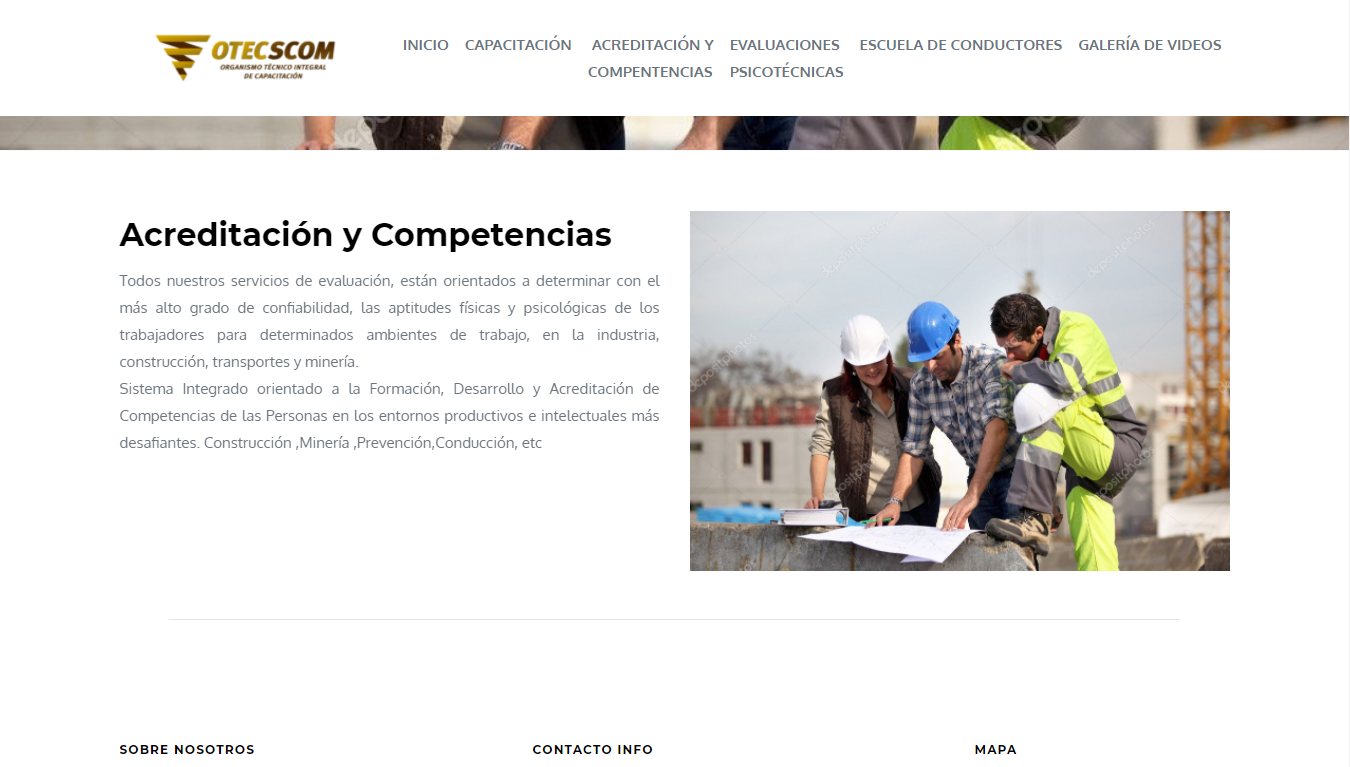 OTECSCOM
ORGANISMO TÉCNICO INTEGRAL
DE CAPACITACIÓN
INICIO CAPACITACIÓN ACREDITACIÓN Y EVALUACIONES ESCUELA DE CONDUCTORES GALERÍA DE VIDEOS
COMPENTENCIAS PSICOTÉCNICAS
Acreditación y Competencias
Todos nuestros servicios de evaluación, están orientados a determinar con el
más alto grado de confiabilidad, las aptitudes físicas y psicológicas de los
trabajadores para determinados ambientes de trabajo, en la industria,
construcción, transportes y minería.
Sistema Integrado orientado a la Formación, Desarrollo y Acreditación de
Competencias de las Personas en los entornos productivos e intelectuales más
desafiantes. Construcción ,Minería ,Prevención,Conducción, etc
depositphotos
depositphotos
depositphotos
SOBRE NOSOTROS CONTACTO INFO MAPA